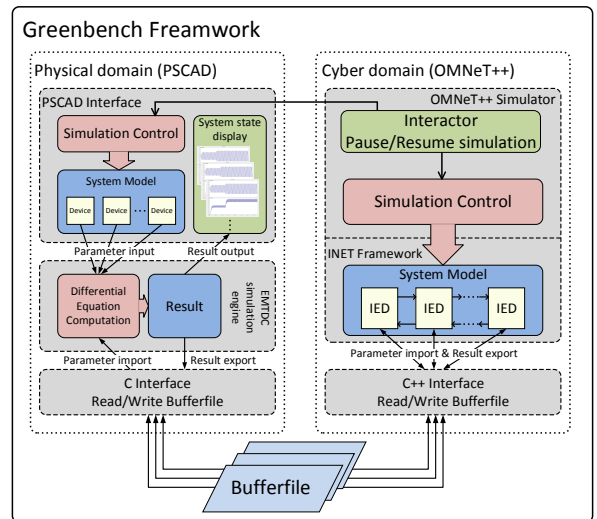 Greenbench Freamwork
Physical domain (PSCAD)
PSCAD Interface
Simulation Control
System Model
Device
Device
···
Device
System state
display
Parameter input
Result output
Differential
Equation
Computation
Result
EMTDC
simulation
engine
Parameter import
Result export
C Interface
Read/Write Bufferfile
Cyber domain (OMNeT++)
OMNeT++ Simulator
Interactor
Pause/Resume simulation
Simulation Control
INET Framework
System Model
IED
IED
IED
Parameter import & Result export
C++ Interface
Read/Write Bufferfile
Bufferfile